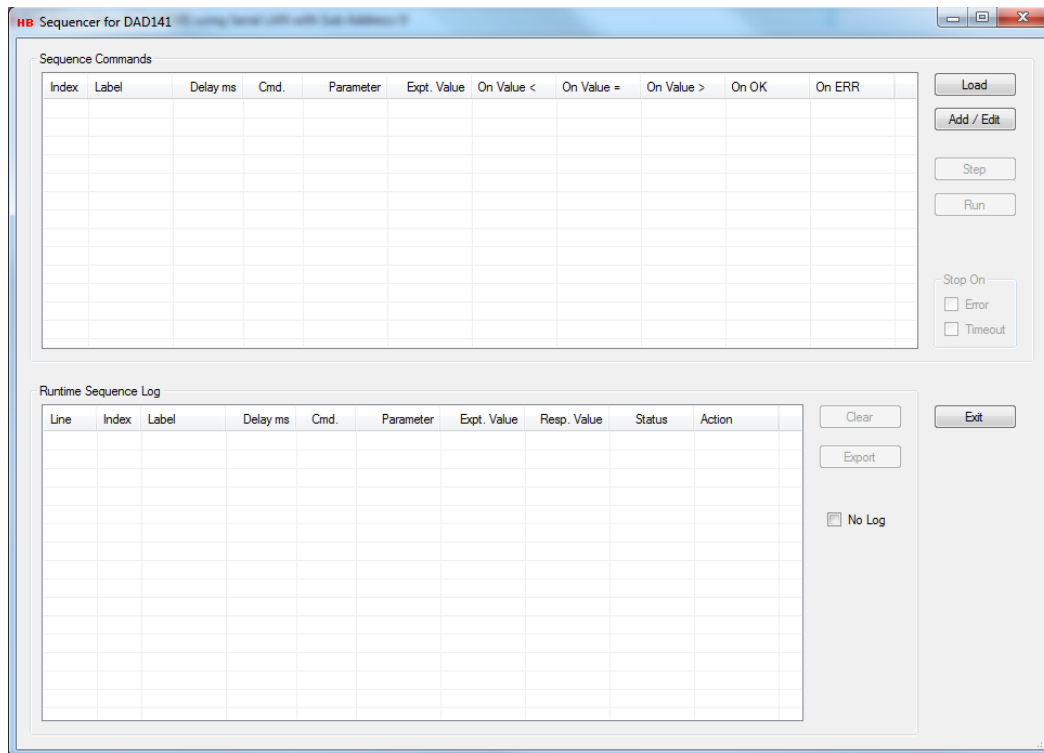 HB Sequencer for DAD141
Sequence Commands
Index Label Delay ms Cmd. Parameter Expt. Value On Value < On Value = On Value > On OK On ERR
Load
Add / Edit
Step
Run
Stop On
Error
Timeout
Runtime Sequence Log
Line Index Label Delay ms Cmd. Parameter Expt. Value Resp. Value Status Action
Clear
Exit
Export
No Log